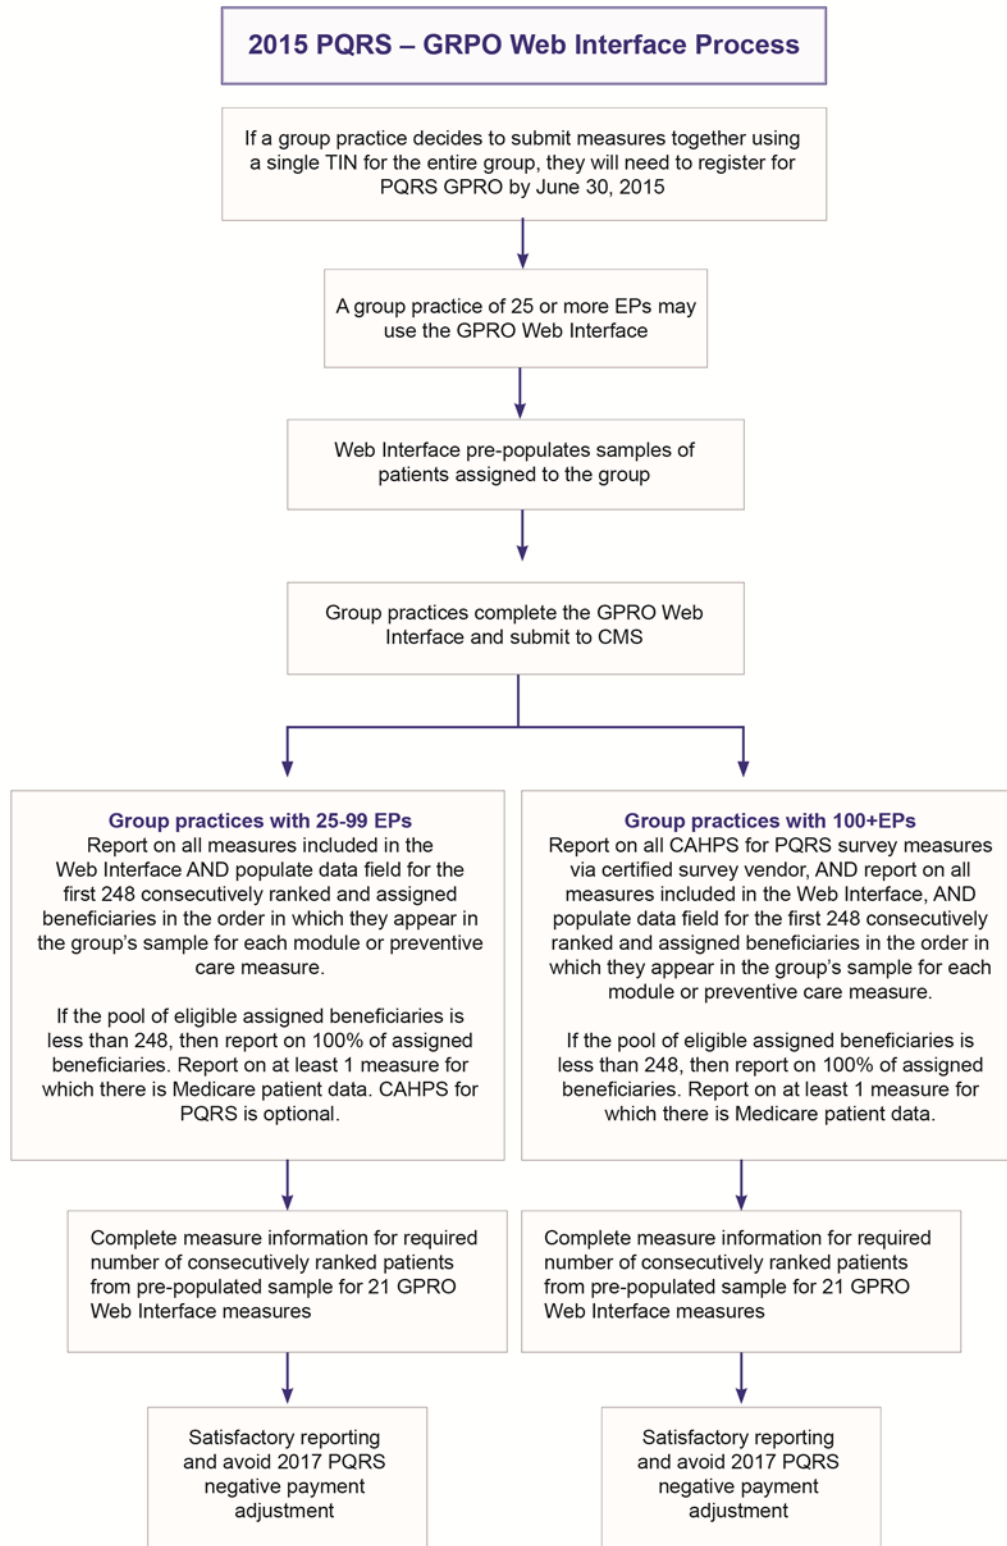 2015 PQRS – GRPO Web Interface Process
If a group practice decides to submit measures together using
a single TIN for the entire group, they will need to register for
PQRS GPRO by June 30, 2015
A group practice of 25 or more EPs may
use the GPRO Web Interface
Web Interface pre-populates samples of
patients assigned to the group
Group practices complete the GPRO Web
Interface and submit to CMS
Group practices with 25-99 EPs
Report on all measures included in the
Web Interface AND populate data field for the
first 248 consecutively ranked and assigned
beneficiaries in the order in which they appear in
the group’s sample for each module or preventive
care measure.
If the pool of eligible assigned beneficiaries is
less than 248, then report on 100% of assigned
beneficiaries. Report on at least 1 measure for
which there is Medicare patient data. CAHPS for
PQRS is optional.
Group practices with 100+EPs
Report on all CAHPS for PQRS survey measures
via certified survey vendor, AND report on all
measures included in the Web Interface, AND
populate data field for the first 248 consecutively
ranked and assigned beneficiaries in the order in
which they appear in the group’s sample for each
module or preventive care measure.
If the pool of eligible assigned beneficiaries is
less than 248, then report on 100% of assigned
beneficiaries. Report on at least 1 measure for
which there is Medicare patient data.
Complete measure information for required
number of consecutively ranked patients
from pre-populated sample for 21 GPRO
Web Interface measures
Complete measure information for required
number of consecutively ranked patients
from pre-populated sample for 21 GPRO
Web Interface measures
Satisfactory reporting
and avoid 2017 PQRS
negative payment
adjustment
Satisfactory reporting
and avoid 2017 PQRS
negative payment
adjustment